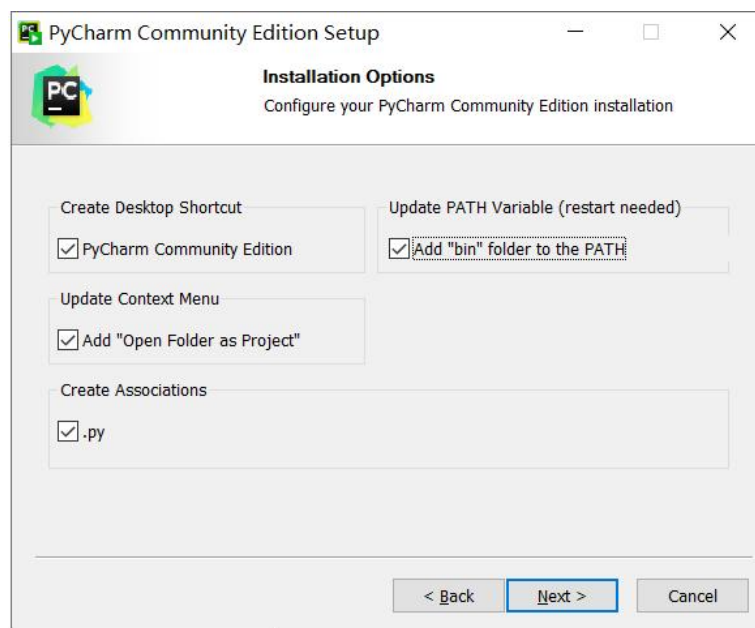 PyCharm Community Edition Setup
Installation Options
Configure your PyCharm Community Edition installation
PC
Create Desktop Shortcut
PyCharm Community Edition
Update PATH Variable (restart needed)
Add "bin" folder to the PATH
Update Context Menu
Add "Open Folder as Project"
Create Associations
.py
< Back
Next >
Cancel